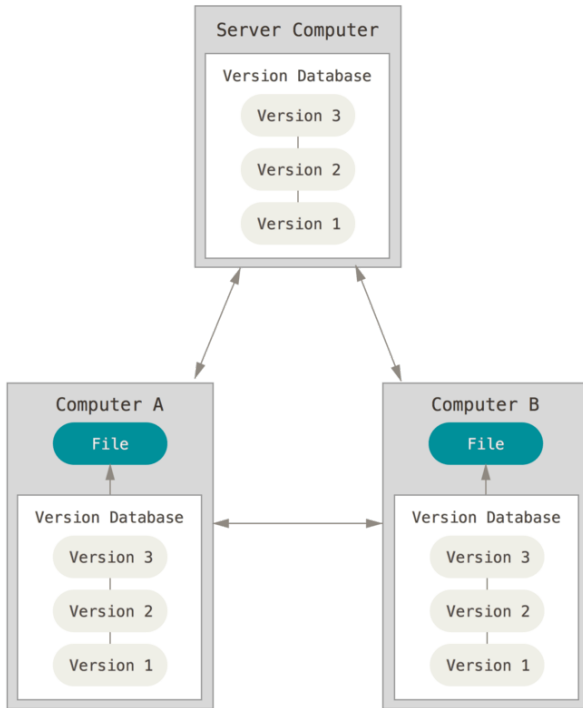 Server Computer
Version Database
Version 3
Version 2
Version 1
Computer A
File
Version Database
Version 3
Version 2
Version 1
Computer B
File
Version Database
Version 3
Version 2
Version 1